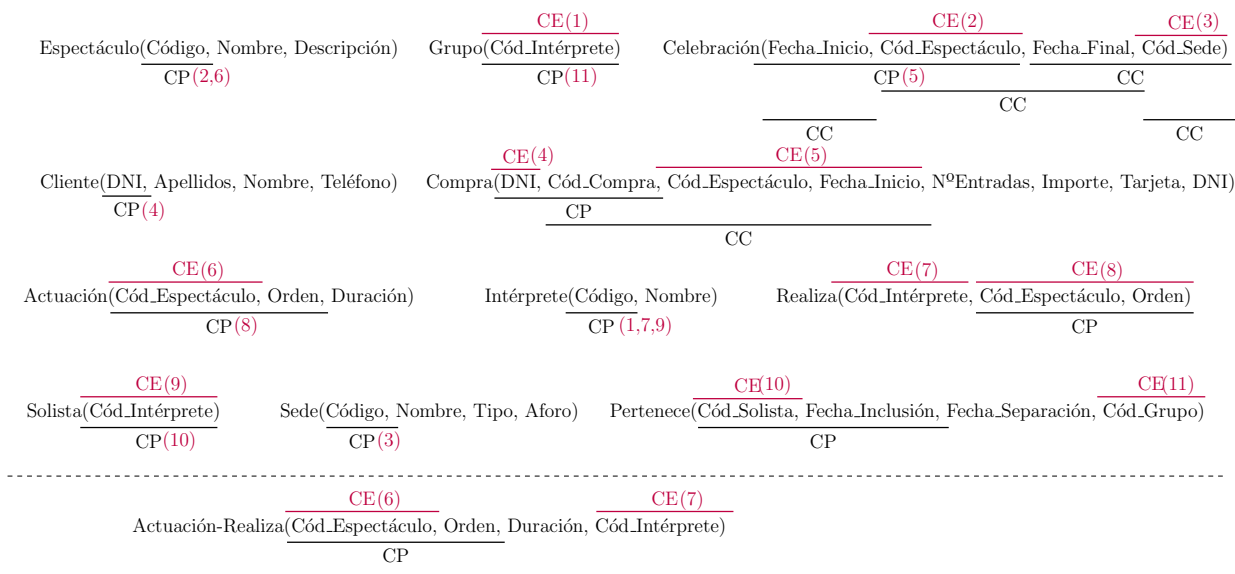 CE(1) CE(2) CE(3)
Espectáculo(Código, Nombre, Descripción) Grupo(Cód_Intérprete) Celebración(Fecha_Inicio, Cód_Espectáculo, Fecha_Final, Cód_Sede)
CP(2,6) CP(11) CP(5) CC
CC
CC CC
CE(4) CE(5)
Cliente(DNI, Apellidos, Nombre, Teléfono) Compra(DNI, Cód_Compra, Cód_Espectáculo, Fecha_Inicio, NºEntradas, Importe, Tarjeta, DNI)
CP(4) CP
CC
CE(6) CE(7) CE(8)
Actuación(Cód_Espectáculo, Orden, Duración) Intérprete(Código, Nombre) Realiza(Cód_Intérprete, Cód_Espectáculo, Orden)
CP(8) CP(1,7,9) CP
CE(9) CE(10) CE(11)
Solista(Cód_Intérprete) Sede(Código, Nombre, Tipo, Aforo) Pertenece(Cód_Solista, Fecha_Inclusión, Fecha_Separación, Cód_Grupo)
CP(10) CP(3) CP
CE(6) CE(7)
Actuación-Realiza(Cód_Espectáculo, Orden, Duración, Cód_Intérprete)
CP